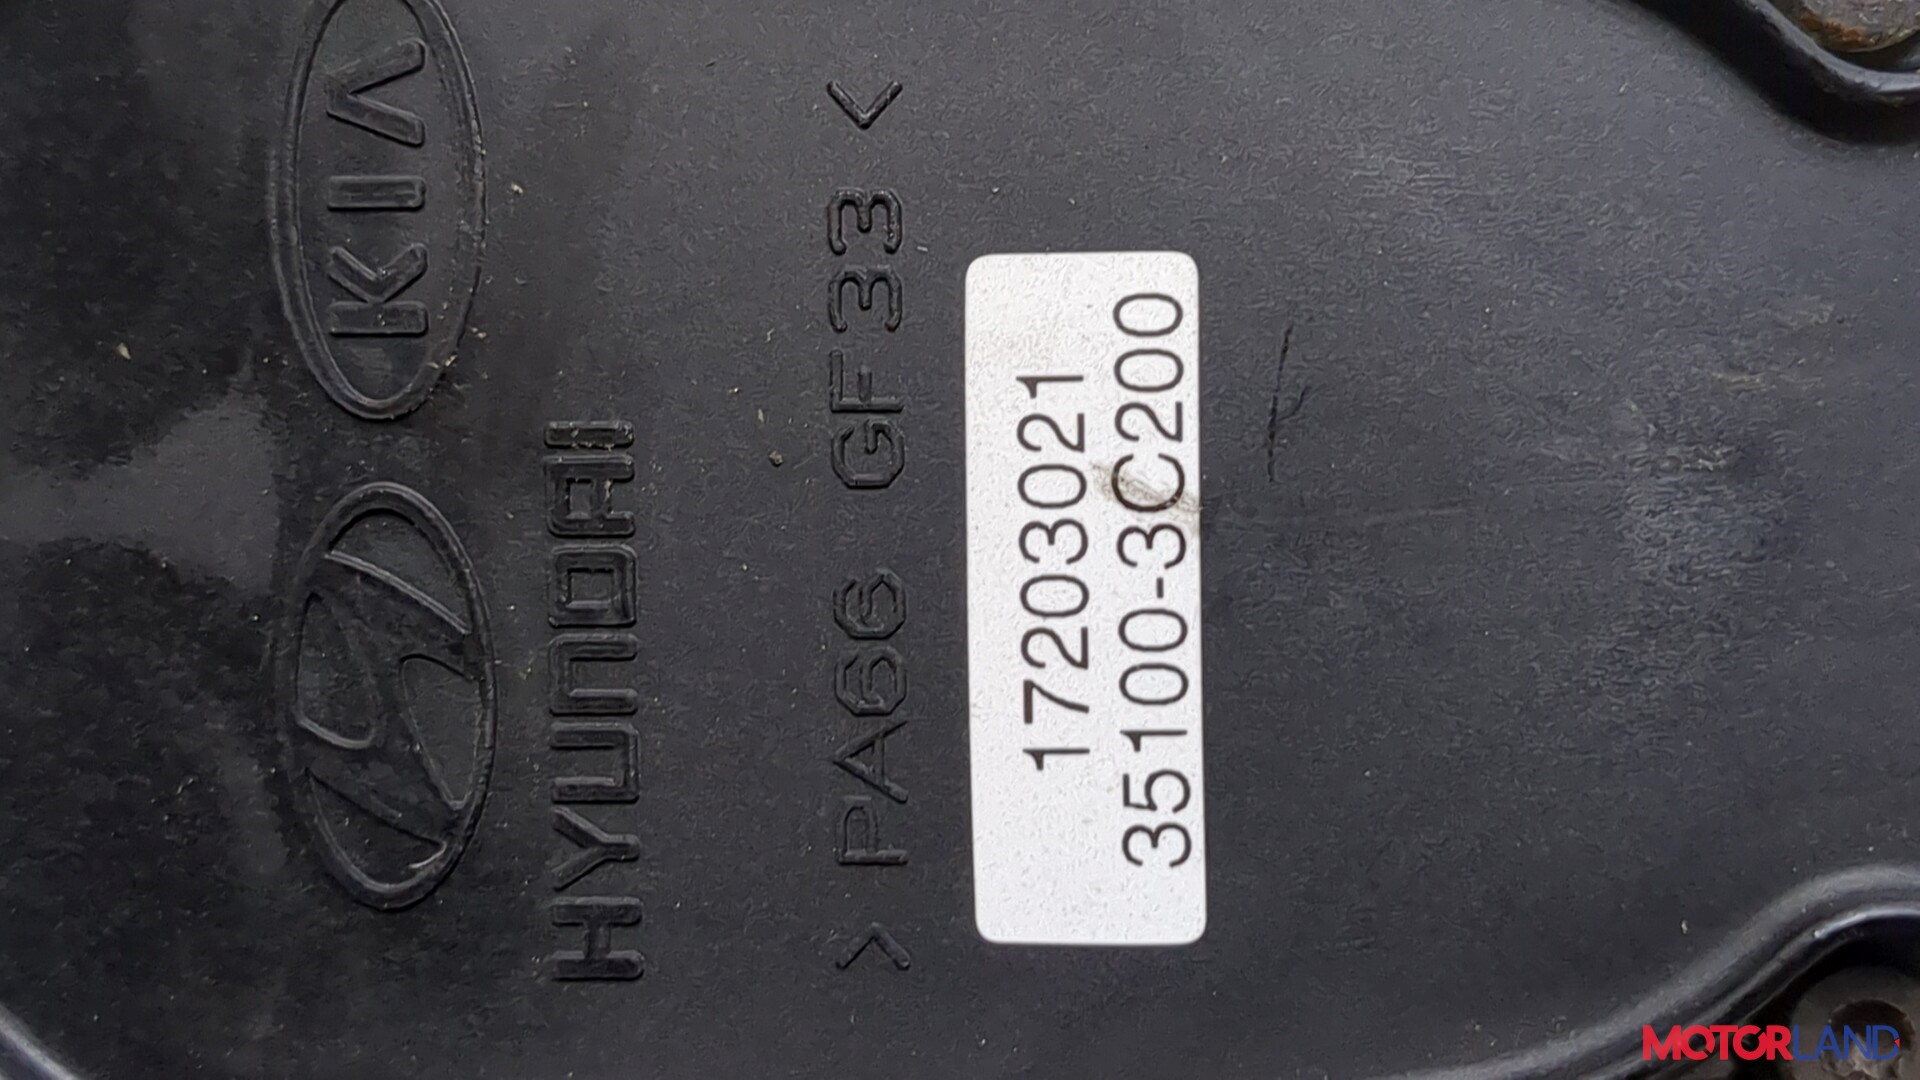 KIA
HYUNDAI
> PA66 GF33 <
17203021
35100-3C200
MOTORLAND